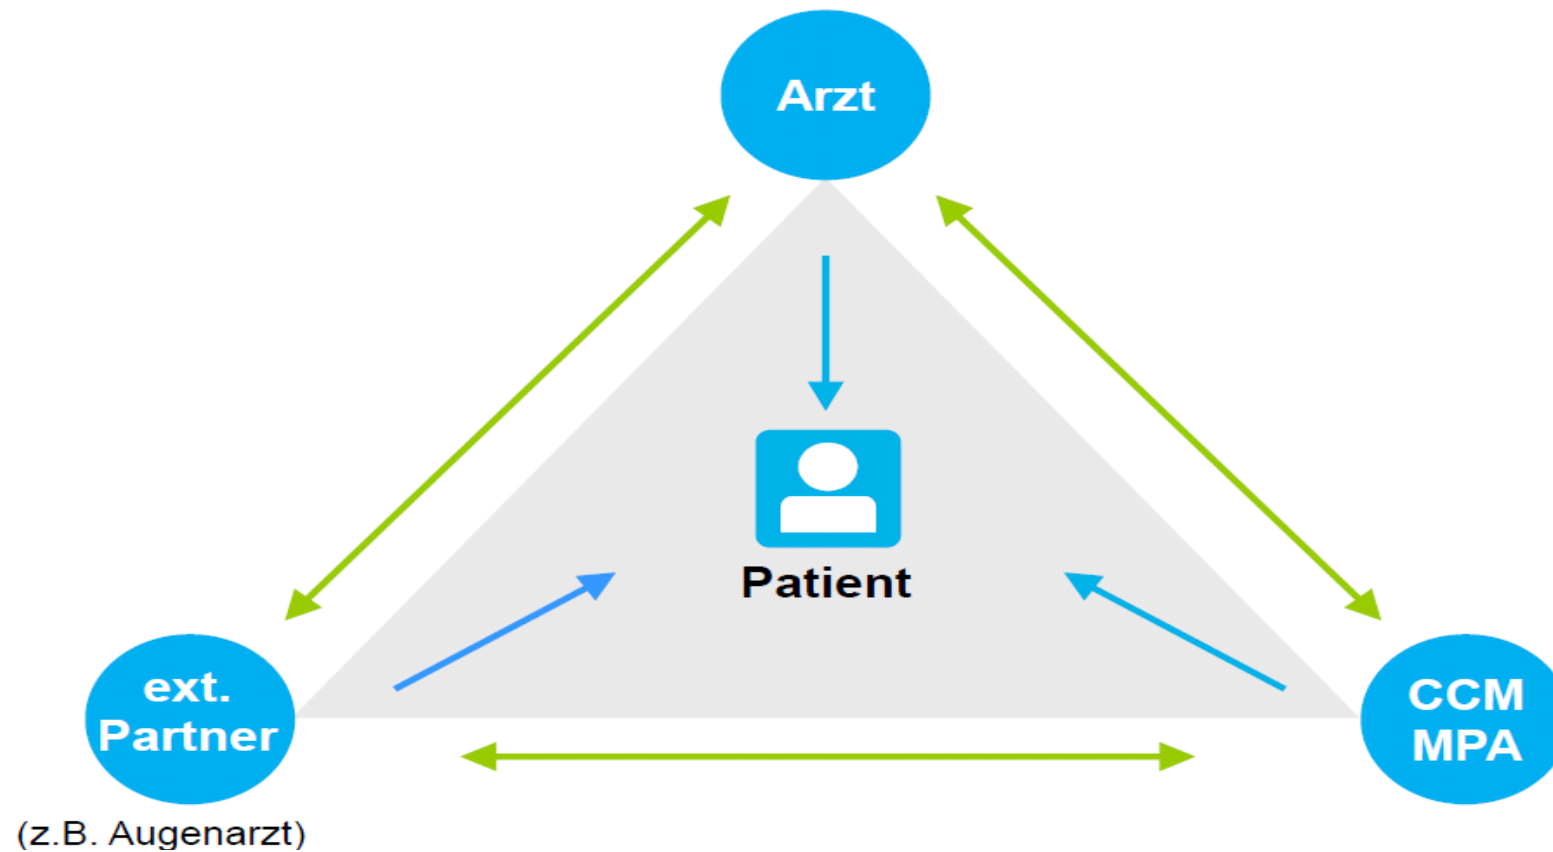 Arzt
Patient
ext.
Partner
(z.B. Augenarzt)
CCM
MPA